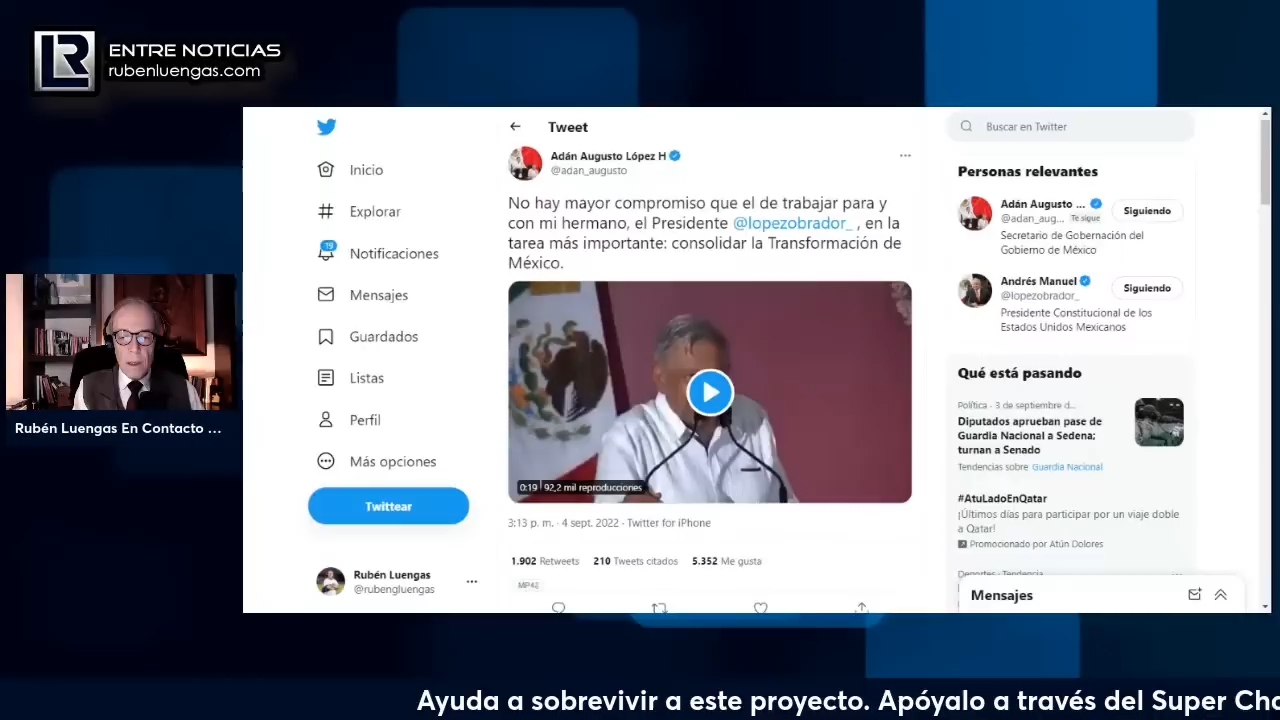 ENTRE NOTICIAS
rubenluengas.com
Rubén Luengas En Contacto ...
Inicio
Explorar
19
Notificaciones
Mensajes
Guardados
Listas
Perfil
Más opciones
Twittear
Rubén Luengas
@rubengluengas
Tweet
Adán Augusto López H
@adan_augusto
No hay mayor compromiso que el de trabajar para y
con mi hermano, el Presidente @lopezobrador_ , en la
tarea más importante: consolidar la Transformación de
México.
0:19 92,2 mil reproducciones
3:13 p. m. · 4 sept. 2022 · Twitter for iPhone
1.902 Retweets 210 Tweets citados 5.352 Me gusta
Buscar en Twitter
Personas relevantes
Adán Augusto ...
@adan_aug... Te sigue
Siguiendo
Secretario de Gobernación del
Gobierno de México
Andrés Manuel
@lopezobrador_
Siguiendo
Presidente Constitucional de los
Estados Unidos Mexicanos
Qué está pasando
Política · 3 de septiembre d...
Diputados aprueban pase de
Guardia Nacional a Sedena;
turnan a Senado
Tendencias sobre Guardia Nacional
#AtuLadoEnQatar
¡Últimos días para participar por un viaje doble
a Qatar!
Promocionado por Atún Dolores
Deportes · Tendencia
Mensajes
Ayuda a sobrevivir a este proyecto. Apóyalo a través del Super Cha